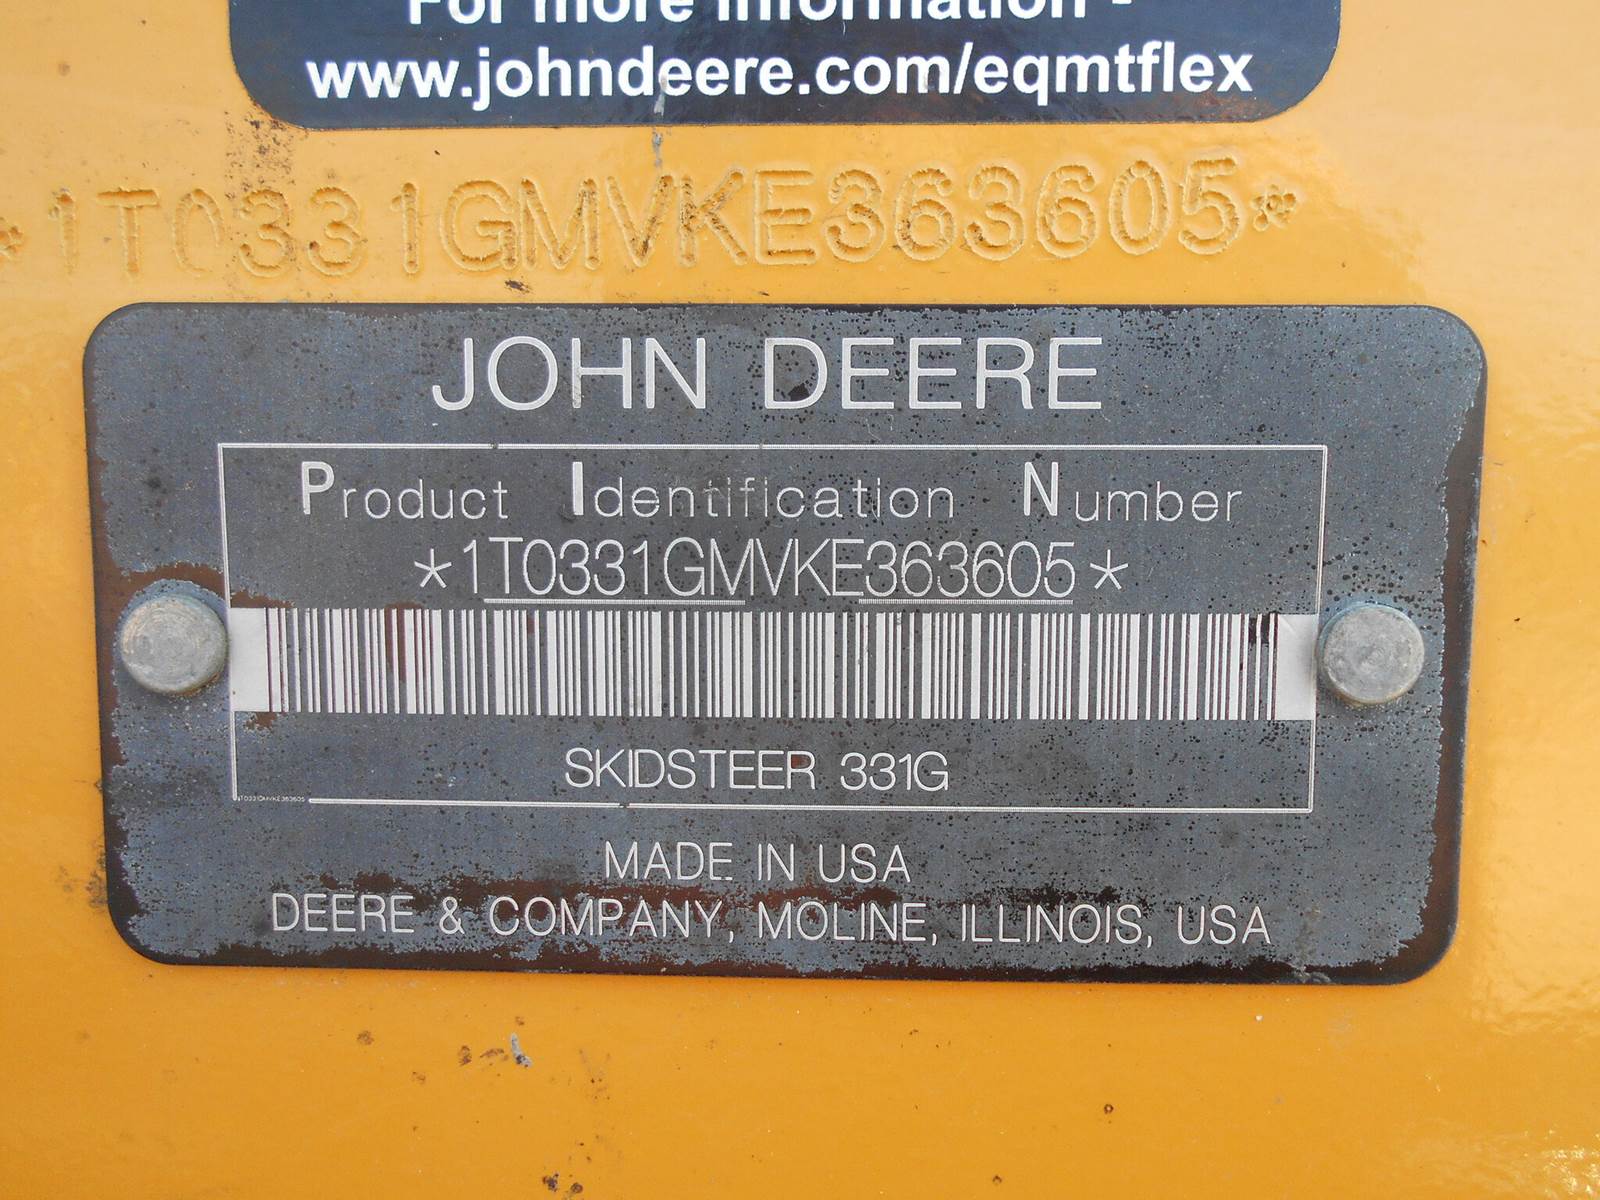 For more information -
www.johndeere.com/eqmtflex
*1T0331GMVKE363605*
JOHN DEERE
Product Identification Number
*1T0331GMVKE363605*
SKIDSTEER 331G
1T0331GMVKE363605
MADE IN USA
DEERE & COMPANY, MOLINE, ILLINOIS, USA